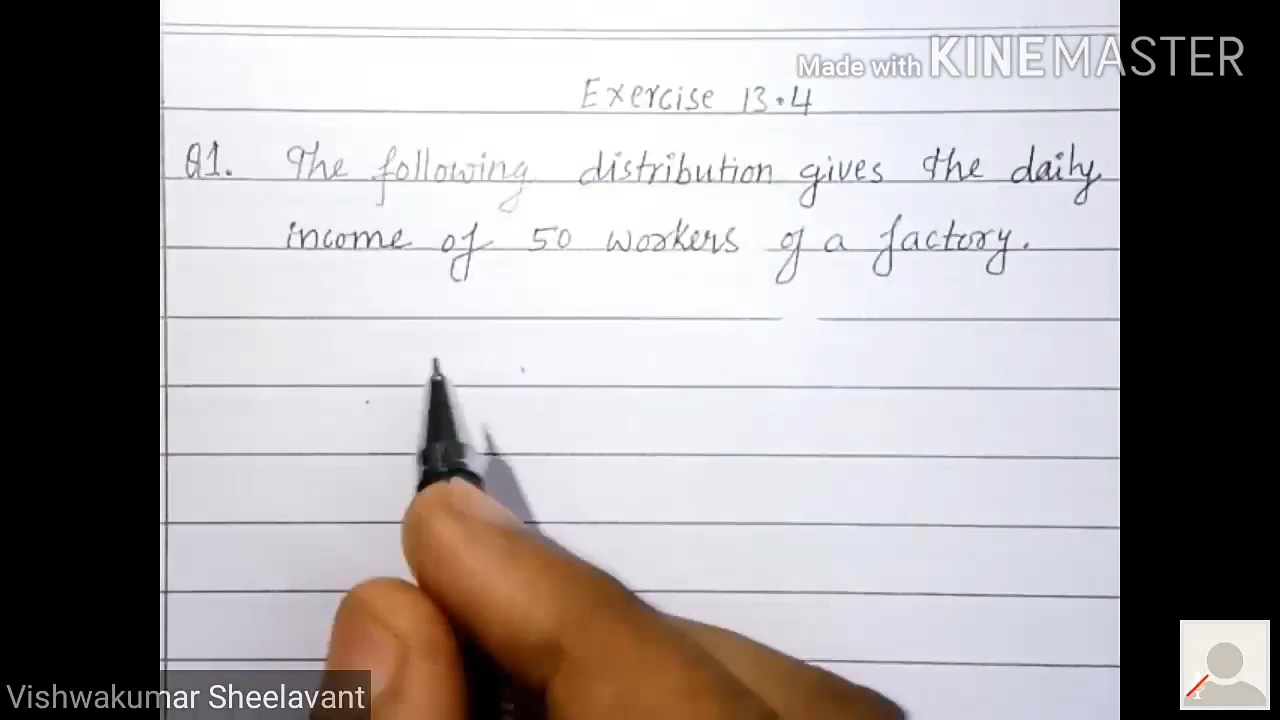 Made with KINEMASTER
Exercise 13.4
Q1. The following distribution gives the daily
income of 50 workers of a factory.
Vishwakumar Sheelavant